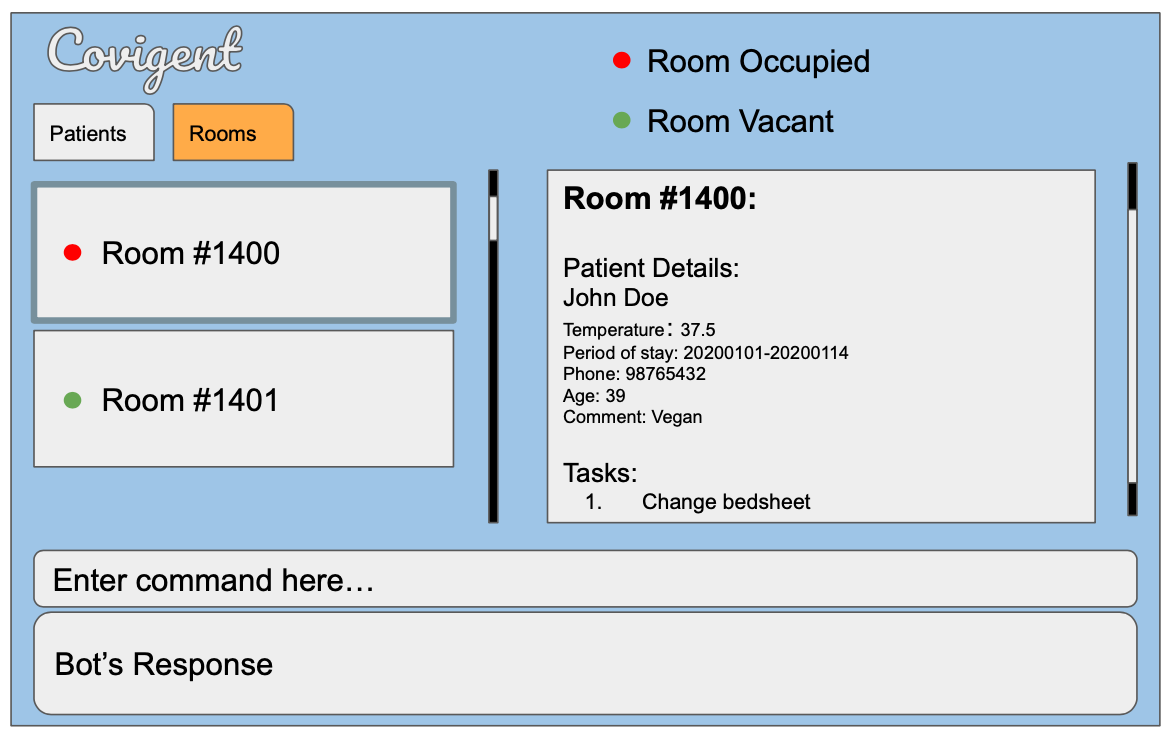 Covigent
Room Occupied
Room Vacant
Patients
Rooms
Room #1400
Room #1401
Room #1400:
Patient Details:
John Doe
Temperature: 37.5
Period of stay: 20200101-20200114
Phone: 98765432
Age: 39
Comment: Vegan
Tasks:
1. Change bedsheet
Enter command here…
Bot’s Response